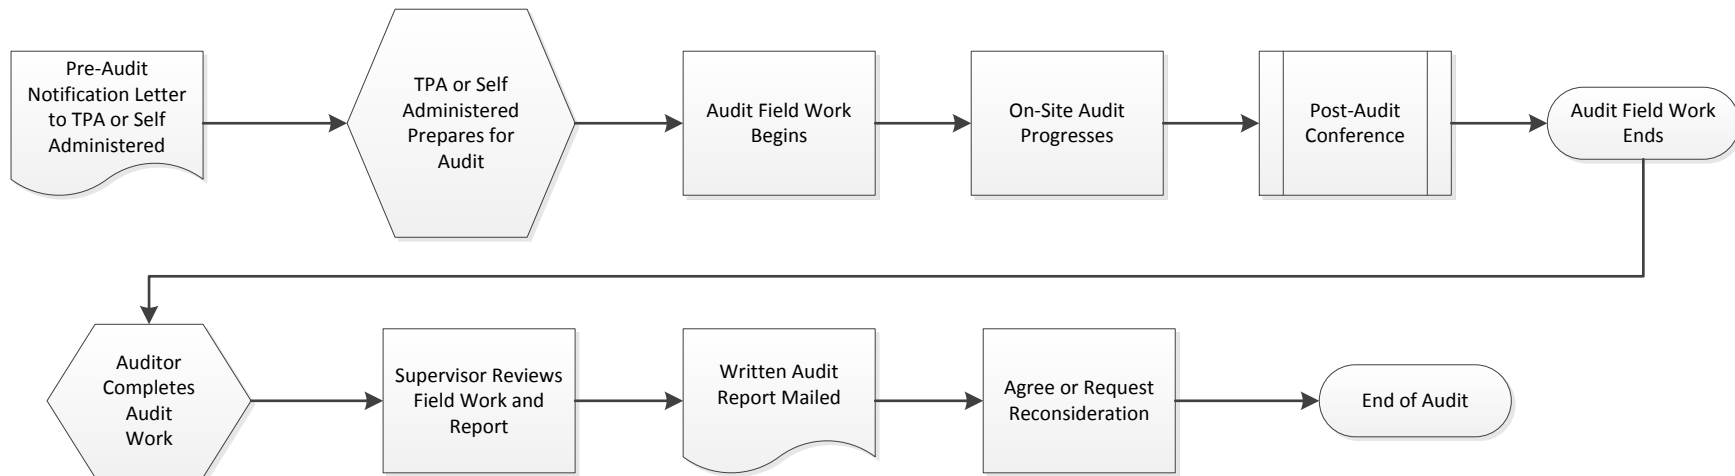 Pre-Audit
Notification Letter
to TPA or Self
Administered
TPA or Self
Administered
Prepares for
Audit
Audit Field Work
Begins
On-Site Audit
Progresses
Post-Audit
Conference
Audit Field Work
Ends
Auditor
Completes
Audit
Work
Supervisor Reviews
Field Work and
Report
Written Audit
Report Mailed
Agree or Request
Reconsideration
End of Audit